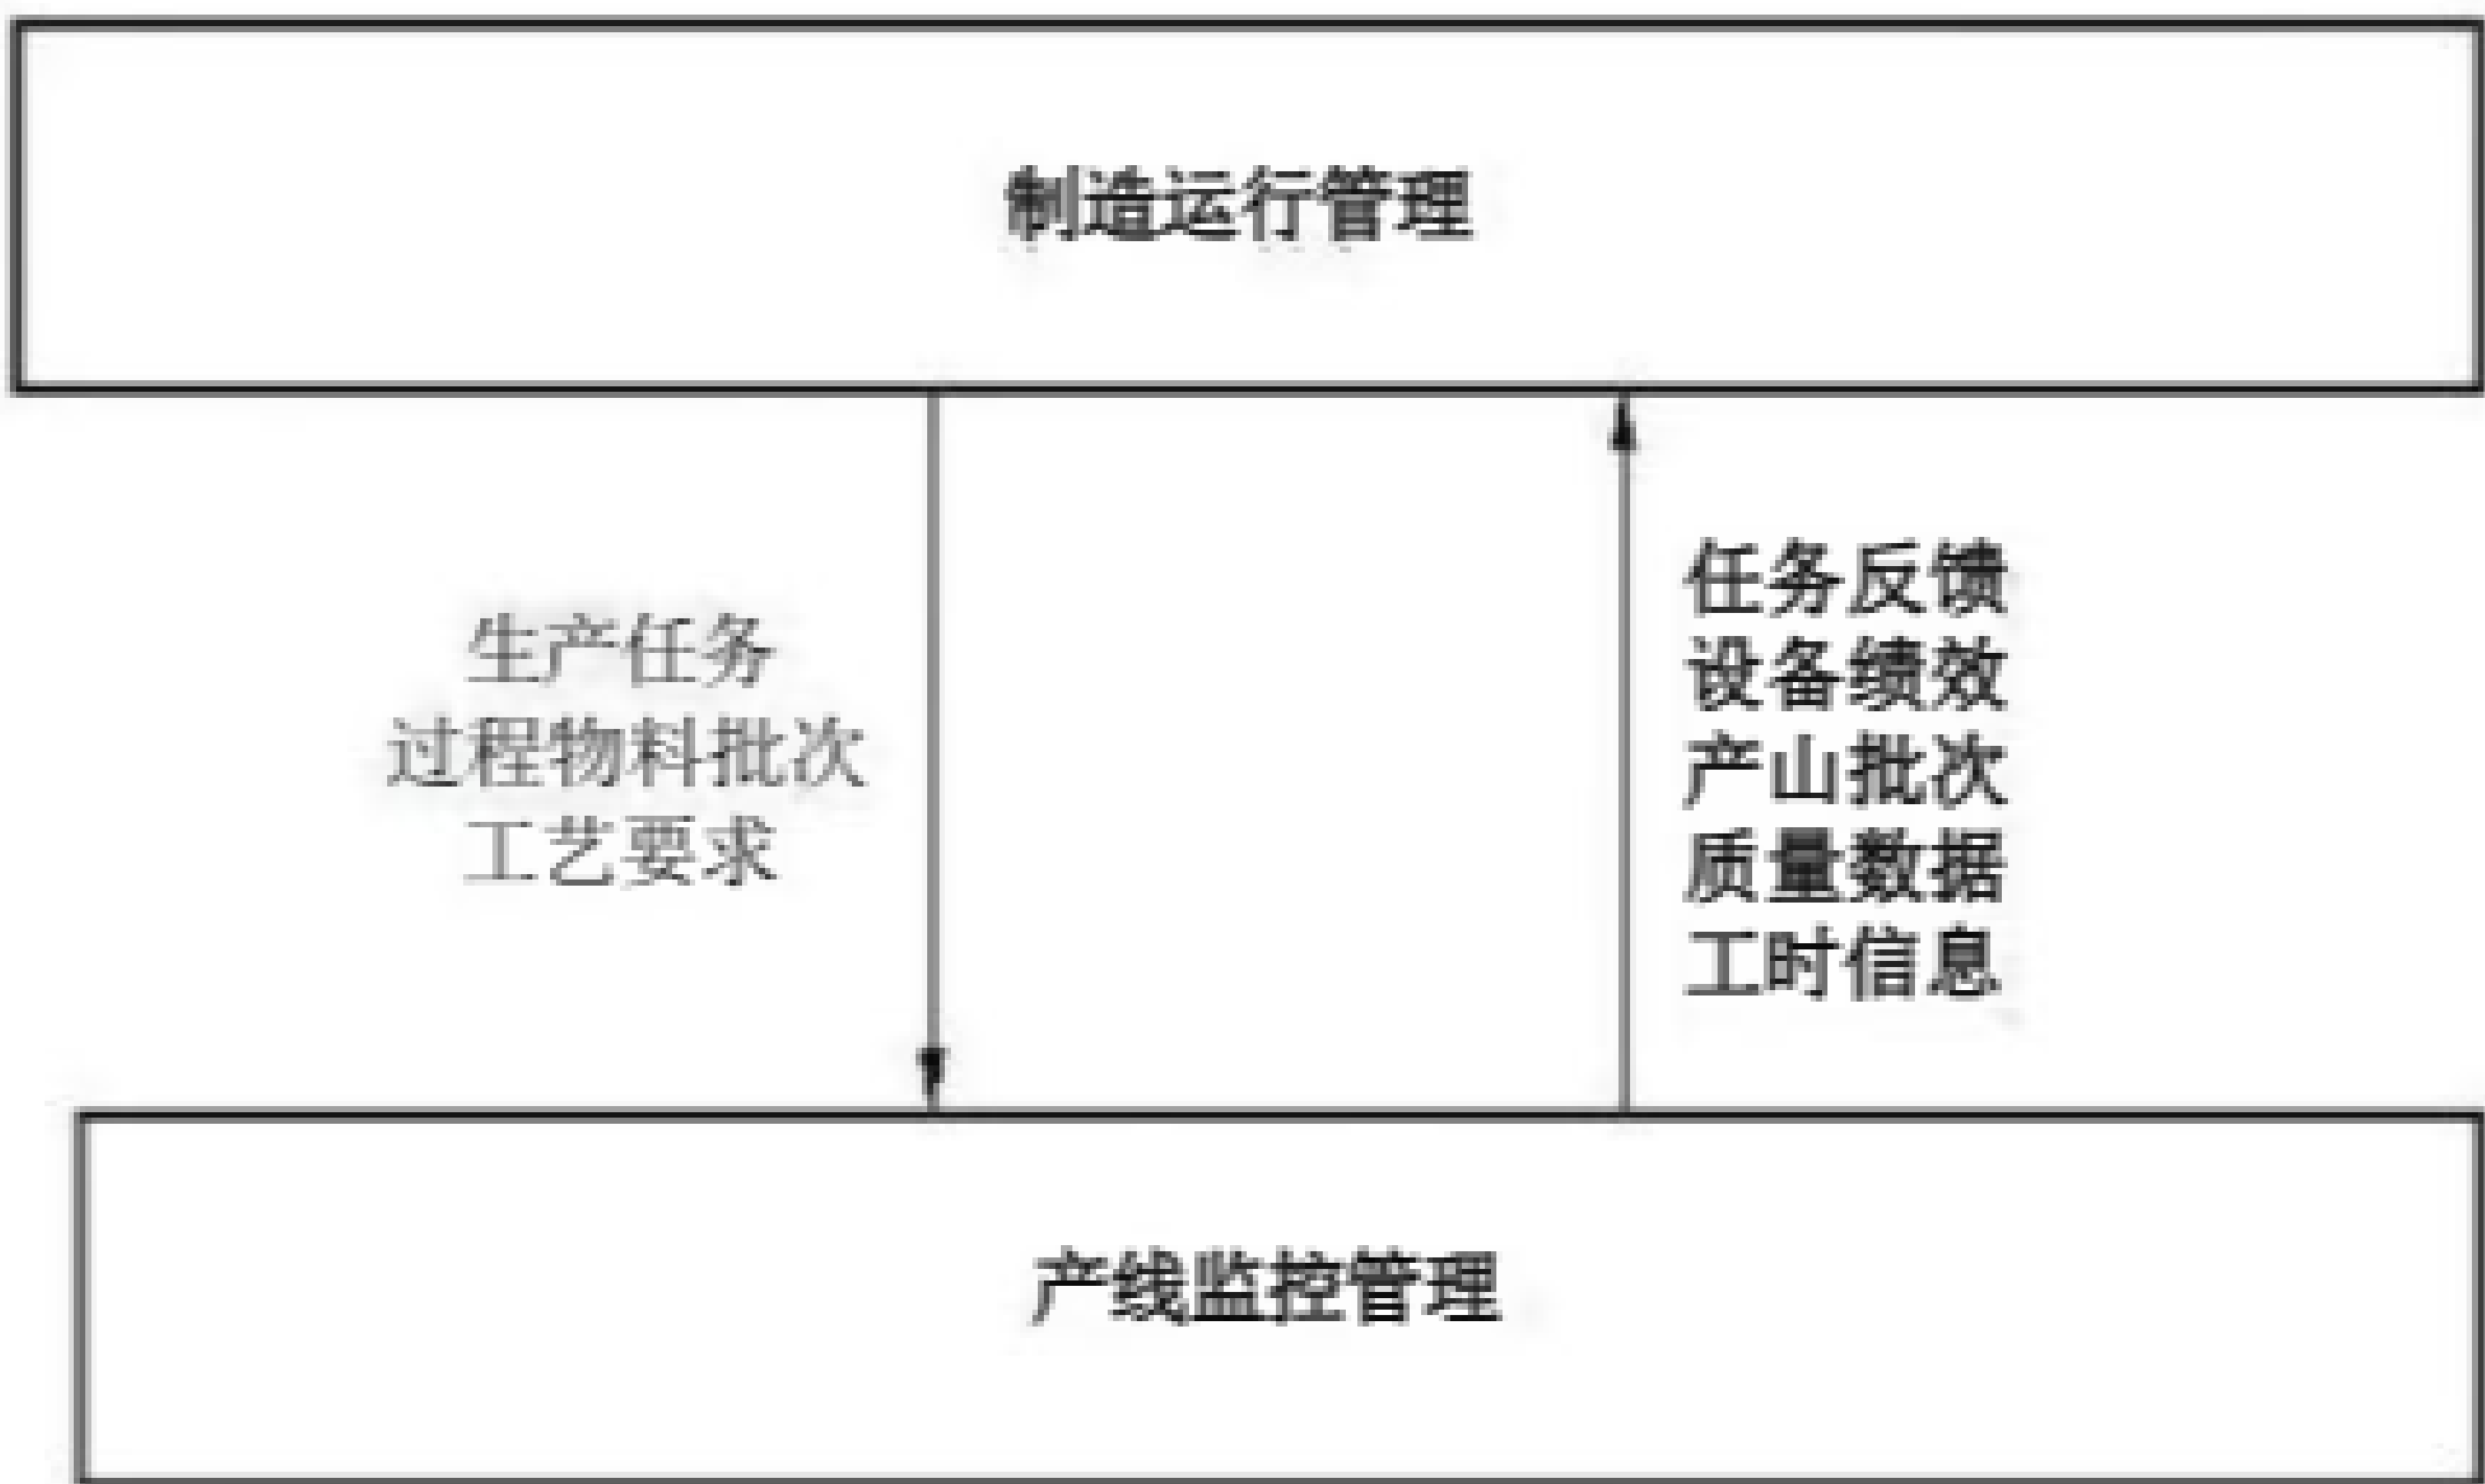 制造运行管理
生产任务
过程物料批次
工艺要求
任务反馈
设备绩效
产山批次
质量数据
工时信息
产线监控管理